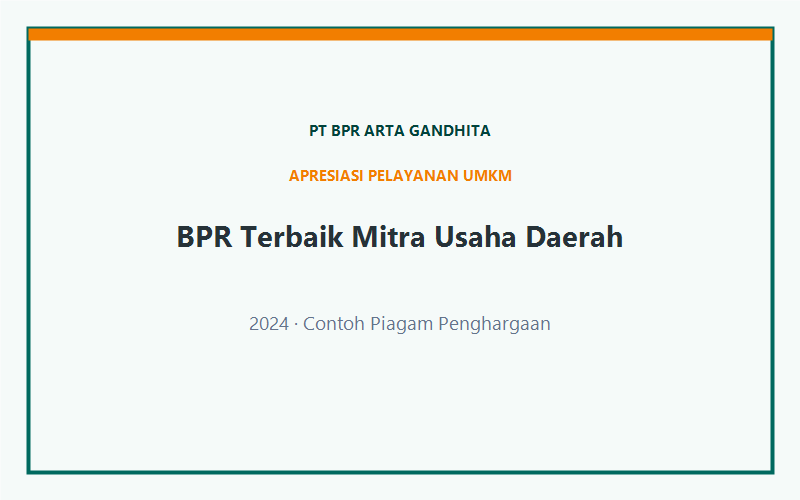 PT BPR ARTA GANDHITA
APRESIASI PELAYANAN UMKM
BPR Terbaik Mitra Usaha Daerah
2024 · Contoh Piagam Penghargaan